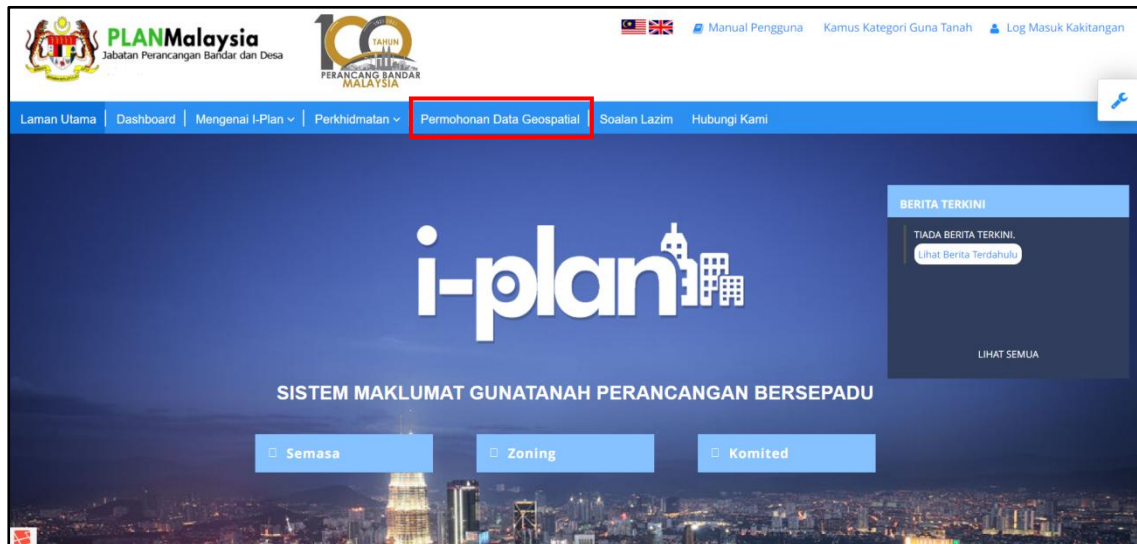 PLANMalaysia
Jabatan Perancangan Bandar dan Desa
TAHUN
PERANCANG BANDAR
MALAYSIA
Manual Pengguna Kamus Kategori Guna Tanah Log Masuk Kakitangan
Laman Utama Dashboard Mengenai I-Plan Perkhidmatan Permohonan Data Geospatial Soalan Lazim Hubungi Kami
BERITA TERKINI
TIADA BERITA TERKINI.
Lihat Berita Terdahulu
LIHAT SEMUA
i-plan
SISTEM MAKLUMAT GUNATANAH PERANCANGAN BERSEPADU
Semasa Zoning Komited